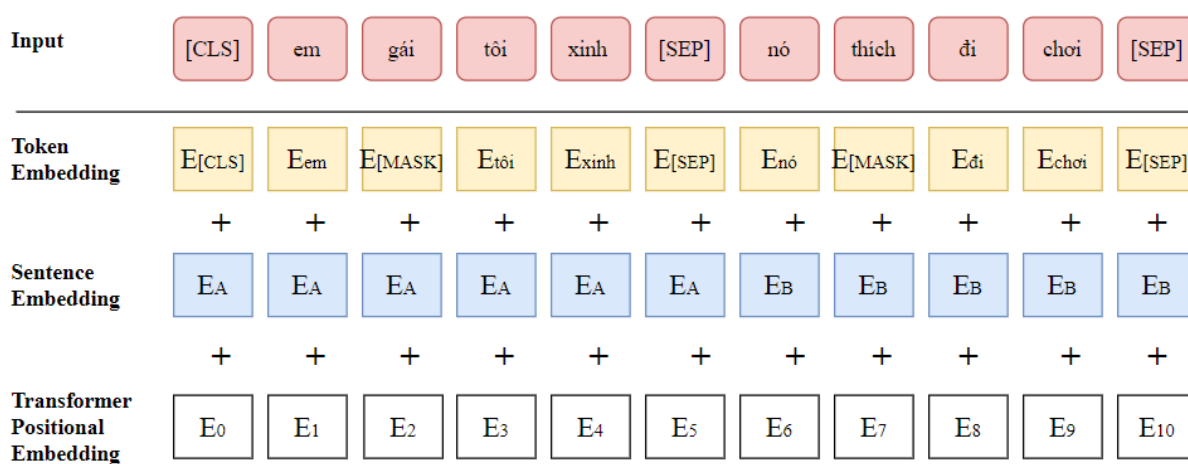 Input [CLS] em gái tôi xinh [SEP] nó thích đi chơi [SEP]
Token
Embedding
E[CLS] Eem E[MASK] Etôi Exinh E[SEP] Enó E[MASK] Eđi Echơi E[SEP]
+ + + + + + + + + + +
Sentence
Embedding
EA EA EA EA EA EA EB EB EB EB EB
+ + + + + + + + + + +
Transformer
Positional
Embedding
E0 E1 E2 E3 E4 E5 E6 E7 E8 E9 E10